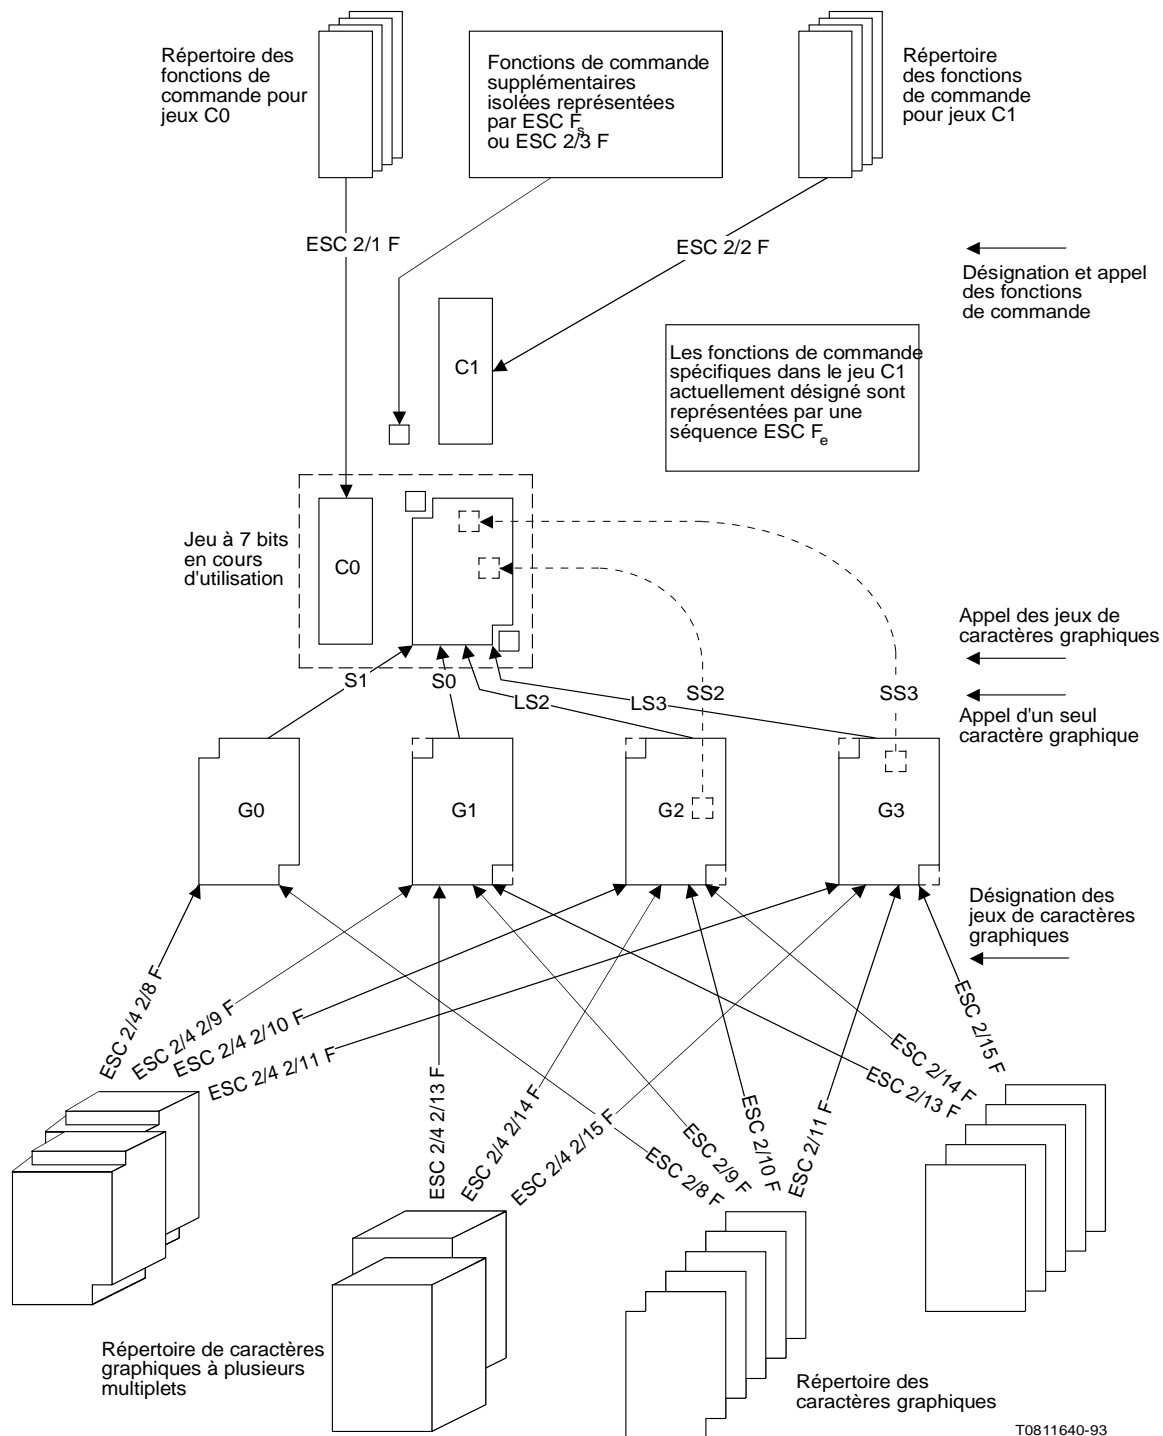 Répertoire des
fonctions de
commande pour
jeux C0
Fonctions de commande
supplémentaires
isolées représentées
par ESC Fs
ou ESC 2/3 F
Répertoire
des fonctions
de commande
pour jeux C1
ESC 2/1 F
ESC 2/2 F
Désignation et appel
des fonctions
de commande
C1
Les fonctions de commande
spécifiques dans le jeu C1
actuellement désigné sont
représentées par une
séquence ESC Fe
Jeu à 7 bits
en cours
d'utilisation
C0
Appel des jeux de
caractères graphiques
S1
S0
LS2
LS3
SS2
SS3
Appel d'un seul
caractère graphique
G0
G1
G2
G3
Désignation des
jeux de caractères
graphiques
ESC 2/4 2/8 F
ESC 2/4 2/9 F
ESC 2/4 2/10 F
ESC 2/4 2/11 F
ESC 2/4 2/13 F
ESC 2/4 2/14 F
ESC 2/4 2/15 F
ESC 2/8 F
ESC 2/9 F
ESC 2/10 F
ESC 2/11 F
ESC 2/13 F
ESC 2/14 F
ESC 2/15 F
Répertoire de caractères
graphiques à plusieurs
multiplets
Répertoire des
caractères graphiques
T0811640-93